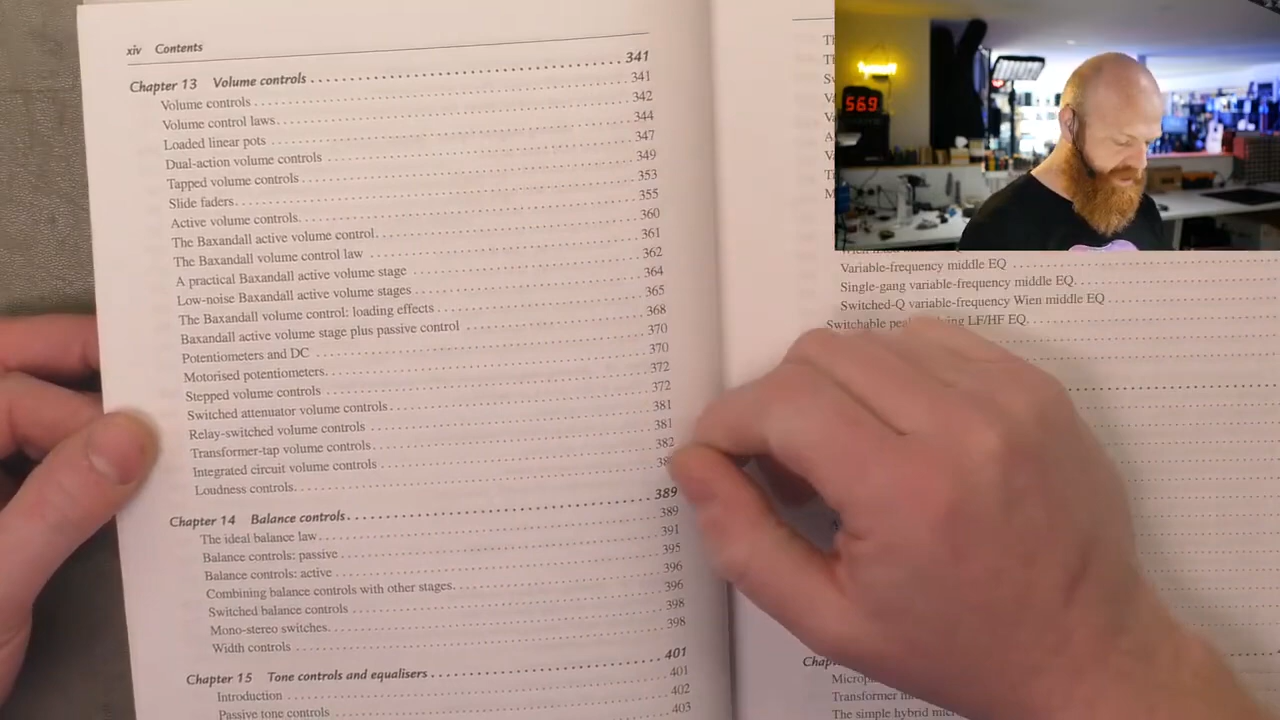 xiv Contents
Chapter 13 Volume controls ........ 341
Volume controls ........ 341
Volume control laws ........ 342
Loaded linear pots ........ 344
Dual-action volume controls ........ 347
Tapped volume controls ........ 349
Slide faders ........ 353
Active volume controls ........ 355
The Baxandall active volume control ........ 360
The Baxandall volume control law ........ 361
A practical Baxandall active volume stage ........ 362
Low-noise Baxandall active volume stages ........ 364
The Baxandall volume control: loading effects ........ 365
Baxandall active volume stage plus passive control ........ 368
Potentiometers and DC ........ 370
Motorised potentiometers ........ 370
Stepped volume controls ........ 372
Switched attenuator volume controls ........ 372
Relay-switched volume controls ........ 381
Transformer-tap volume controls ........ 381
Integrated circuit volume controls ........ 382
Loudness controls ........
Chapter 14 Balance controls ........ 389
The ideal balance law ........ 389
Balance controls: passive ........ 391
Balance controls: active ........ 395
Combining balance controls with other stages ........ 396
Switched balance controls ........ 396
Mono-stereo switches ........ 398
Width controls ........ 398
Chapter 15 Tone controls and equalisers ........ 401
Introduction ........ 401
Passive tone controls ........ 402
403
569
Variable-frequency middle EQ ........
Single-gang variable-frequency middle EQ ........
Switched-Q variable-frequency Wien middle EQ ........
Switchable LF/HF EQ ........
Transformer
The simple hybrid